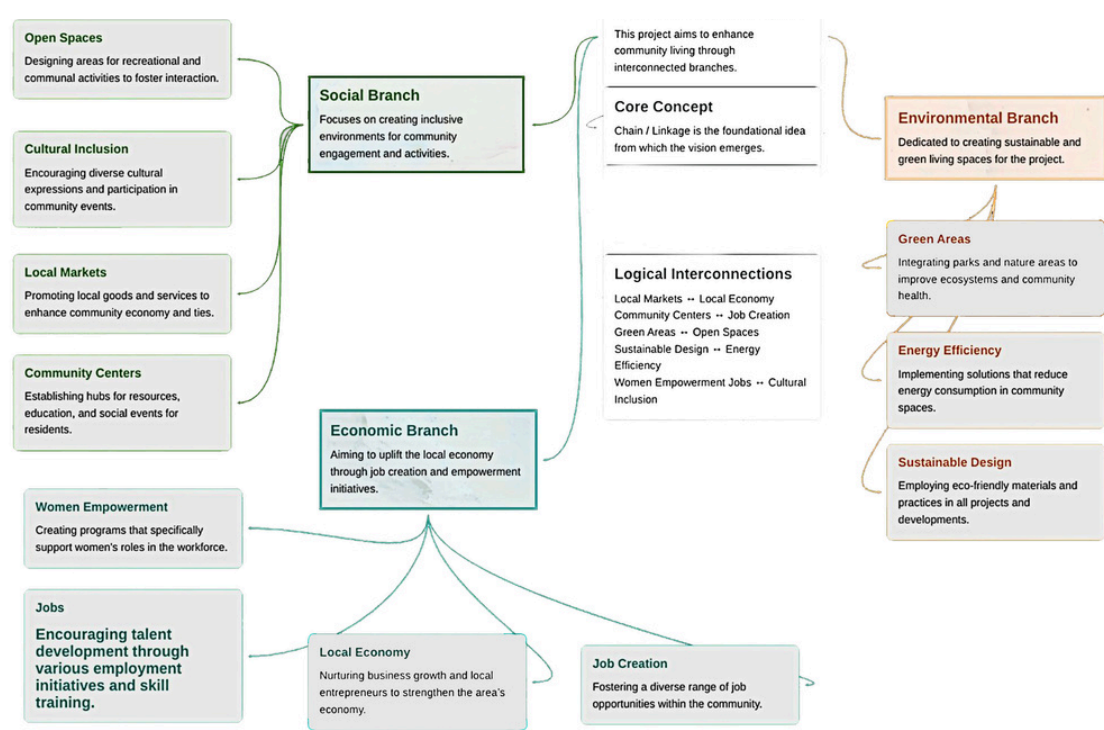 Open Spaces
Designing areas for recreational and
communal activities to foster interaction.
Cultural Inclusion
Encouraging diverse cultural
expressions and participation in
community events.
Local Markets
Promoting local goods and services to
enhance community economy and ties.
Community Centers
Establishing hubs for resources,
education, and social events for
residents.
Social Branch
Focuses on creating inclusive
environments for community
engagement and activities.
This project aims to enhance
community living through
interconnected branches.
Core Concept
Chain / Linkage is the foundational idea
from which the vision emerges.
Logical Interconnections
Local Markets ↔ Local Economy
Community Centers ↔ Job Creation
Green Areas ↔ Open Spaces
Sustainable Design ↔ Energy
Efficiency
Women Empowerment Jobs ↔ Cultural
Inclusion
Environmental Branch
Dedicated to creating sustainable and
green living spaces for the project.
Green Areas
Integrating parks and nature areas to
improve ecosystems and community
health.
Energy Efficiency
Implementing solutions that reduce
energy consumption in community
spaces.
Sustainable Design
Employing eco-friendly materials and
practices in all projects and
developments.
Economic Branch
Aiming to uplift the local economy
through job creation and empowerment
initiatives.
Women Empowerment
Creating programs that specifically
support women's roles in the workforce.
Jobs
Encouraging talent
development through
various employment
initiatives and skill
training.
Local Economy
Nurturing business growth and local
entrepreneurs to strengthen the area's
economy.
Job Creation
Fostering a diverse range of job
opportunities within the community.